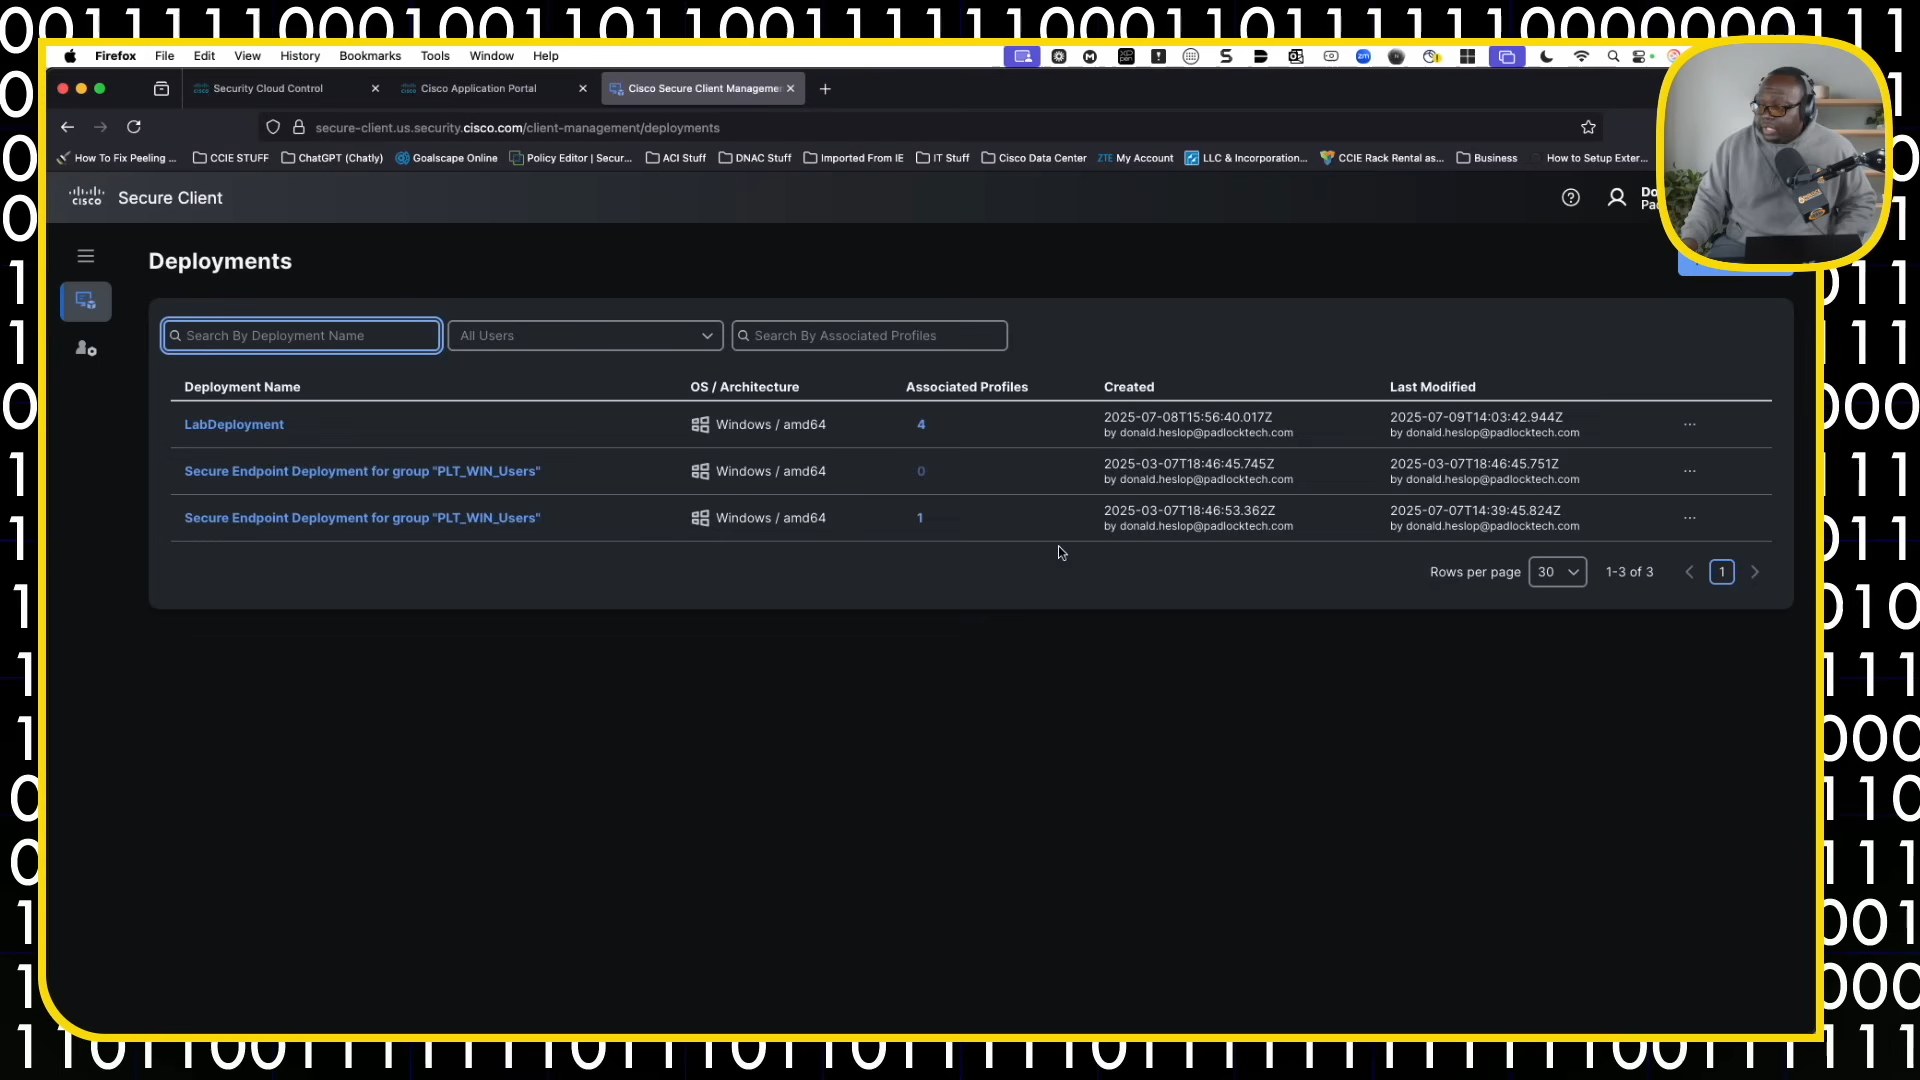 Firefox File Edit View History Bookmarks Tools Window Help
Security Cloud Control
Cisco Application Portal
Cisco Secure Client Manageme
secure-client.us.security.cisco.com/client-management/deployments
How To Fix Peeling ... CCIE STUFF ChatGPT (Chatly) Goalscape Online Policy Editor | Secur... ACI Stuff DNAC Stuff Imported From IE IT Stuff Cisco Data Center ZTE My Account LLC & Incorporation... CCIE Rack Rental as... Business How to Setup Exter...
cisco Secure Client
Deployments
Search By Deployment Name All Users Search By Associated Profiles
Deployment Name OS / Architecture Associated Profiles Created Last Modified
LabDeployment Windows / amd64 4 2025-07-08T15:56:40.017Z 2025-07-09T14:03:42.944Z ...
by donald.heslop@padlocktech.com by donald.heslop@padlocktech.com
Secure Endpoint Deployment for group "PLT_WIN_Users" Windows / amd64 0 2025-03-07T18:46:45.745Z 2025-03-07T18:46:45.751Z ...
by donald.heslop@padlocktech.com by donald.heslop@padlocktech.com
Secure Endpoint Deployment for group "PLT_WIN_Users" Windows / amd64 1 2025-03-07T18:46:53.362Z 2025-07-07T14:39:45.824Z ...
by donald.heslop@padlocktech.com by donald.heslop@padlocktech.com
Rows per page 30 1-3 of 3 1